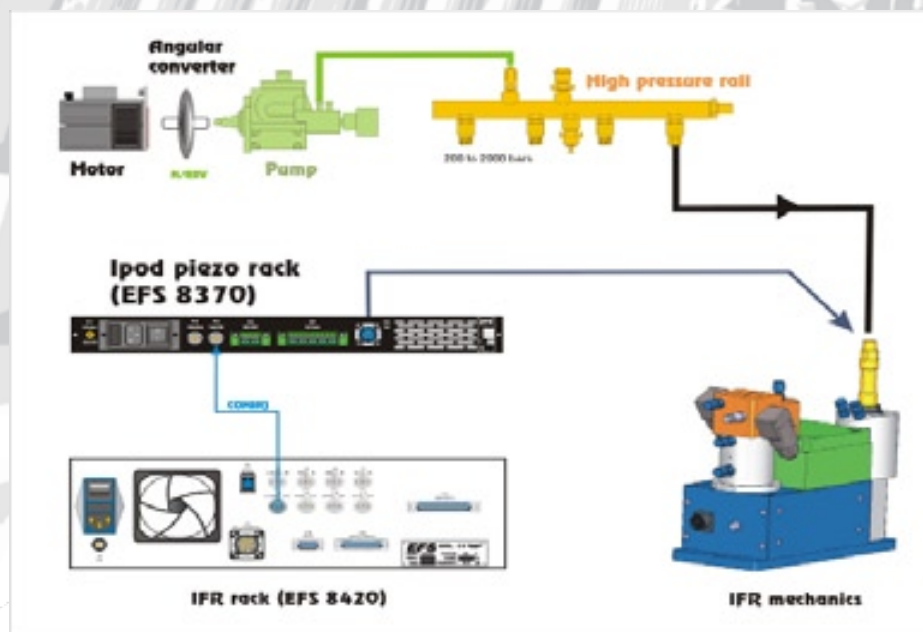 Angular
converter
High pressure rail
Motor
Pump
200 to 2000 bars
Ipod piezo rack
(EFS 8370)
EFS
IFR rack (EFS 8420)
IFR mechanics